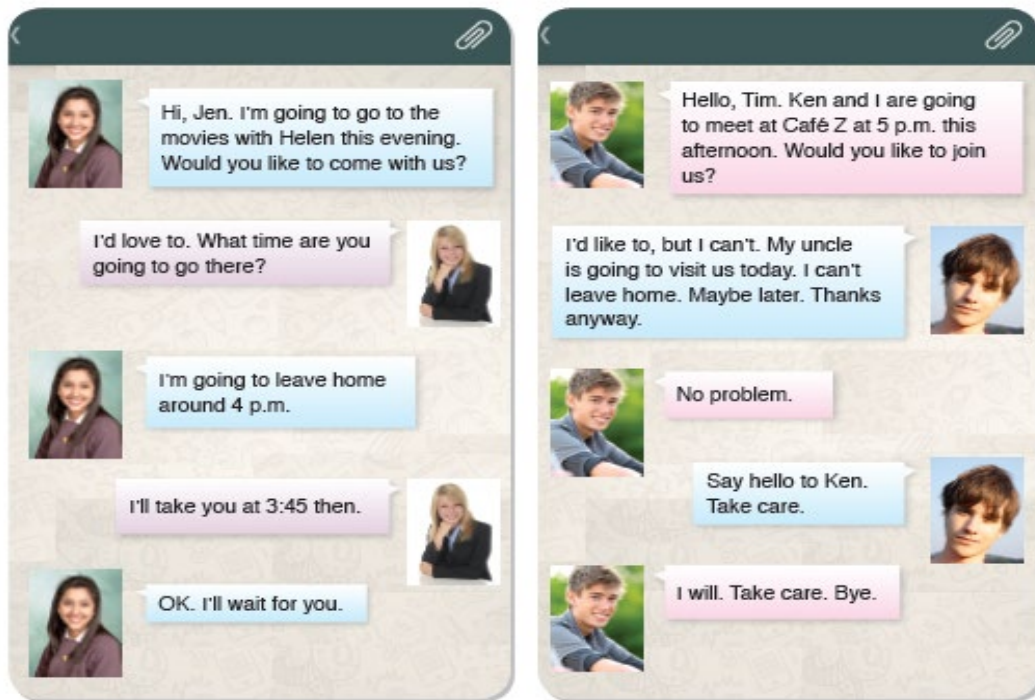 Hi, Jen. I'm going to go to the
movies with Helen this evening.
Would you like to come with us?
I'd love to. What time are you
going to go there?
I'm going to leave home
around 4 p.m.
I'll take you at 3:45 then.
OK. I'll wait for you.
Hello, Tim. Ken and I are going
to meet at Café Z at 5 p.m. this
afternoon. Would you like to join
us?
I'd like to, but I can't. My uncle
is going to visit us today. I can't
leave home. Maybe later. Thanks
anyway.
No problem.
Say hello to Ken.
Take care.
I will. Take care. Bye.